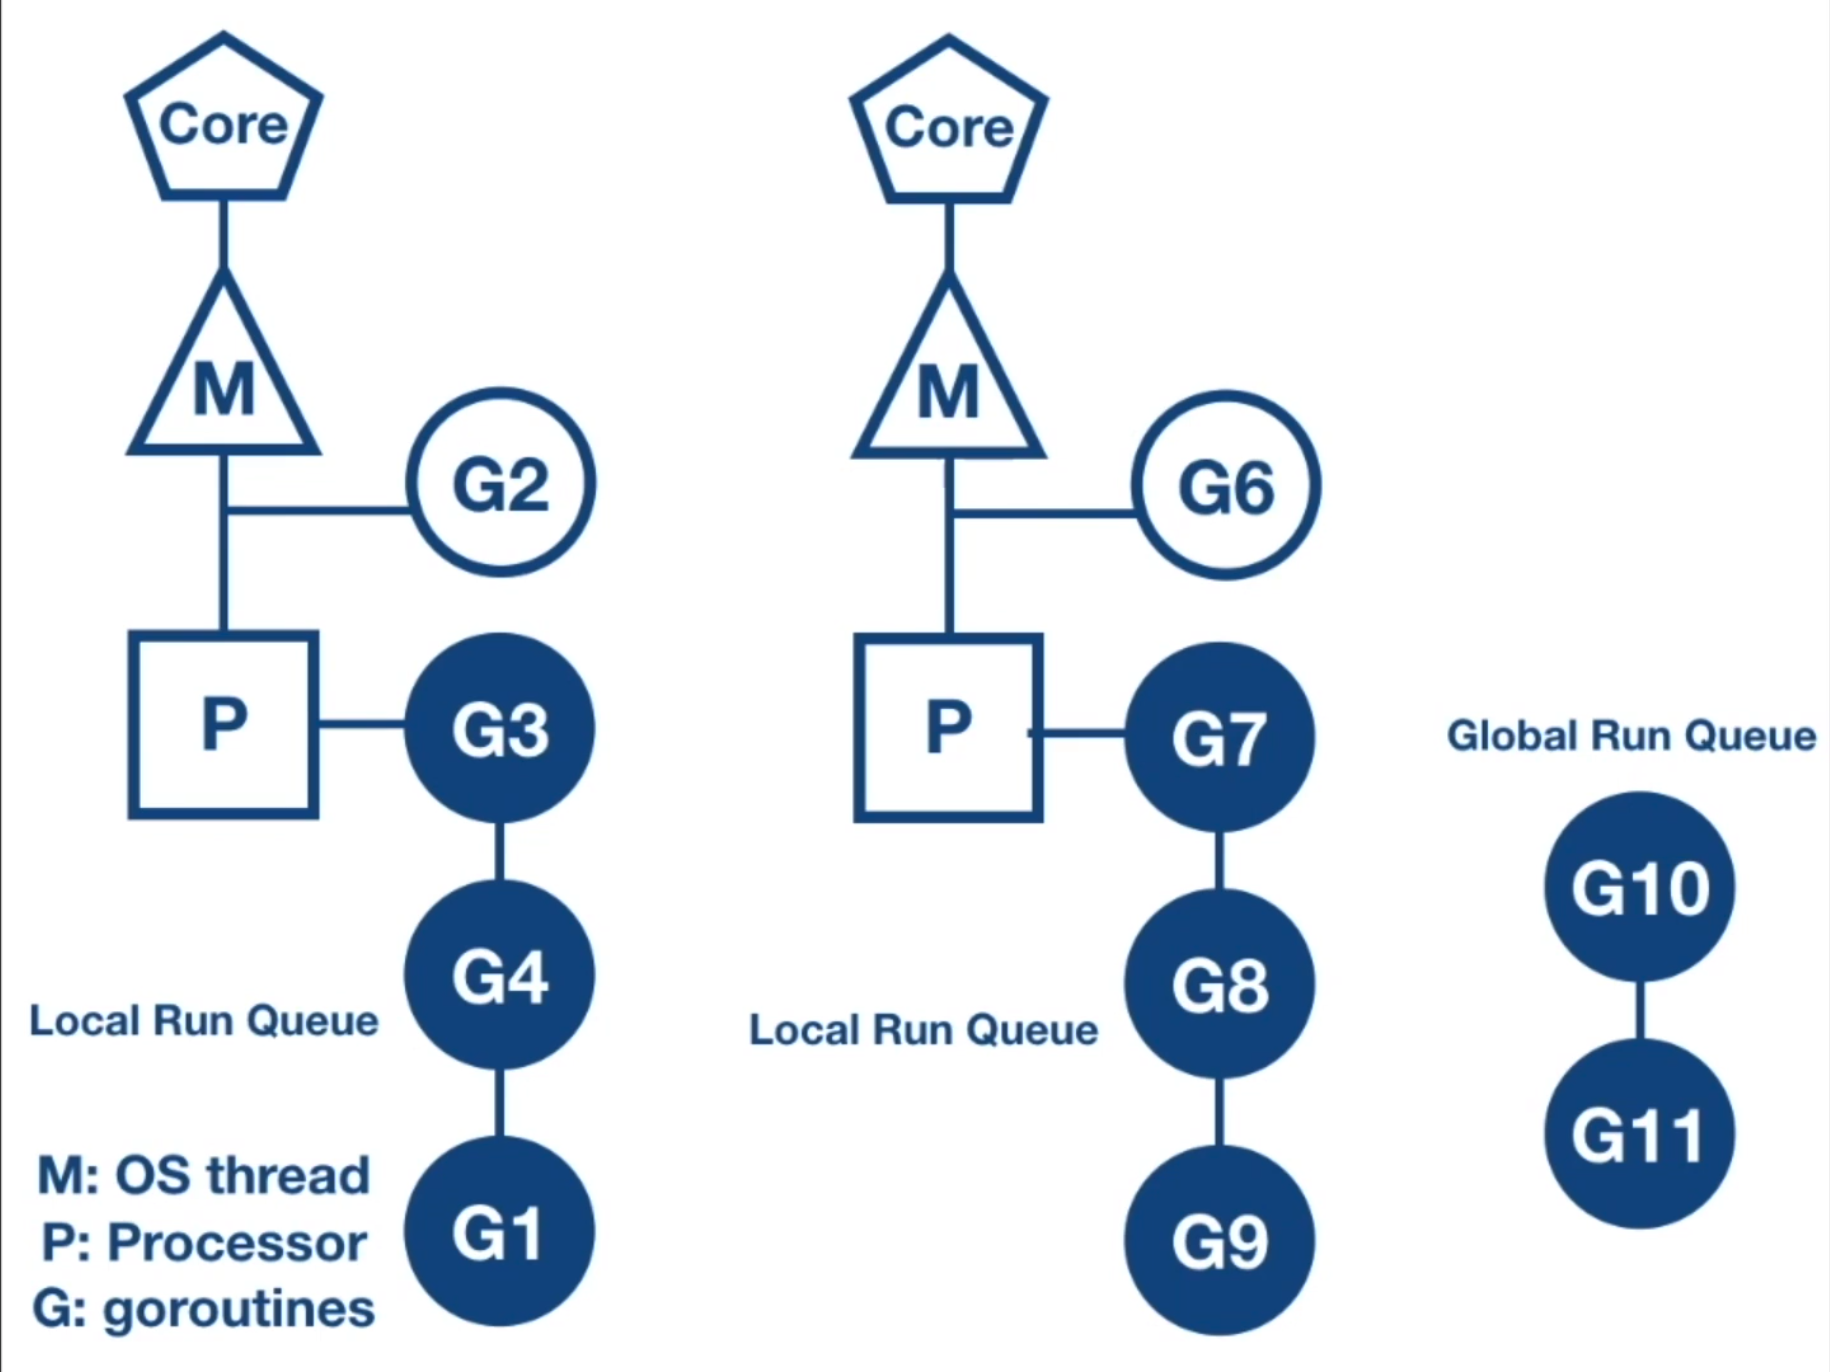 Core
M
G2
P
G3
G4
Local Run Queue
G1
M: OS thread
P: Processor
G: goroutines
Core
M
G6
P
G7
G8
Local Run Queue
G9
Global Run Queue
G10
G11